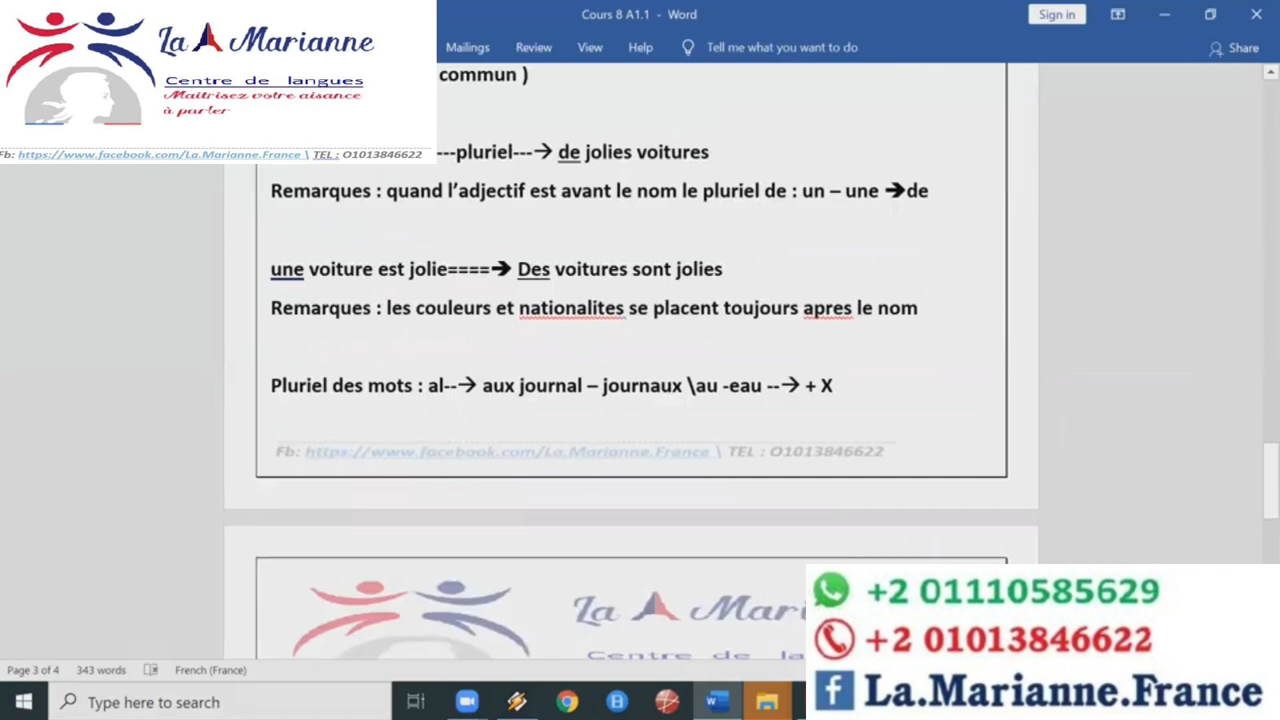 Cours 8 A1.1 - Word
Sign in
La Marianne
Centre de langues
Maîtrisez votre aisance
à parler
Fb: https://www.facebook.com/La.Marianne.France \ TEL : O1013846622
Mailings Review View Help Tell me what you want to do Share
commun )
---pluriel---→ de jolies voitures
Remarques : quand l’adjectif est avant le nom le pluriel de : un – une ➔de
une voiture est jolie====➔ Des voitures sont jolies
Remarques : les couleurs et nationalites se placent toujours apres le nom
Pluriel des mots : al--→ aux journal – journaux \au -eau --→ + X
Fb: https://www.facebook.com/La.Marianne.France \ TEL : O1013846622
La Mari
Centre de la
+2 01110585629
+2 01013846622
La.Marianne.France
Page 3 of 4 343 words French (France)
Type here to search